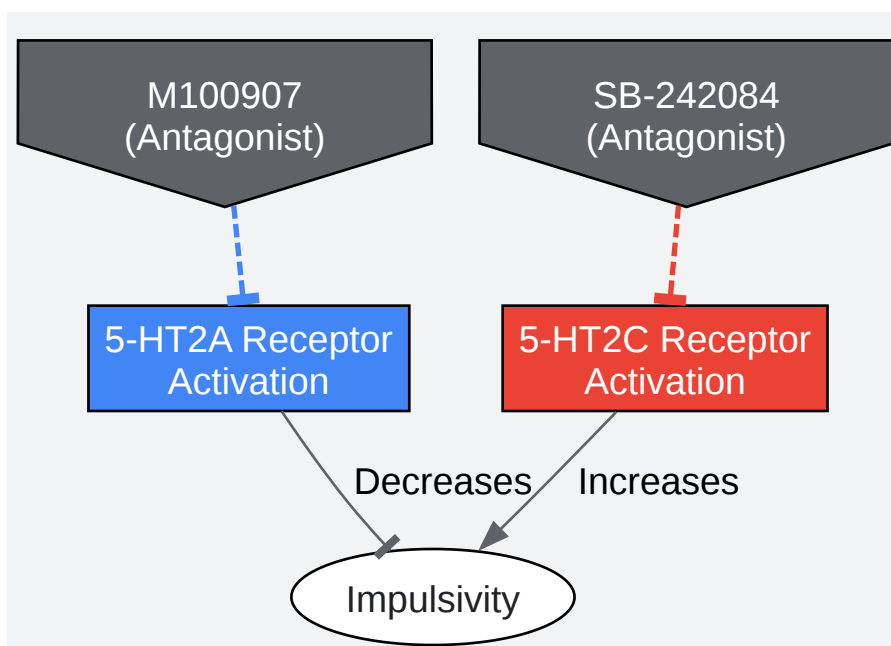 M100907
(Antagonist)
SB-242084
(Antagonist)
5-HT2A Receptor
Activation
5-HT2C Receptor
Activation
Decreases
Increases
Impulsivity